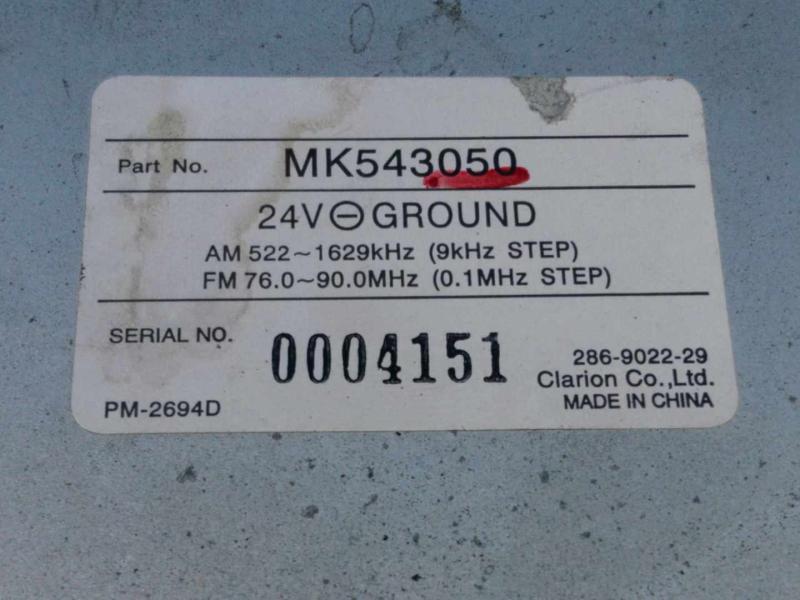 Part No. MK543050
24V⊖GROUND
AM 522~1629kHz (9kHz STEP)
FM 76.0~90.0MHz (0.1MHz STEP)
SERIAL NO. 0004151
286-9022-29
Clarion Co.,Ltd.
PM-2694D MADE IN CHINA